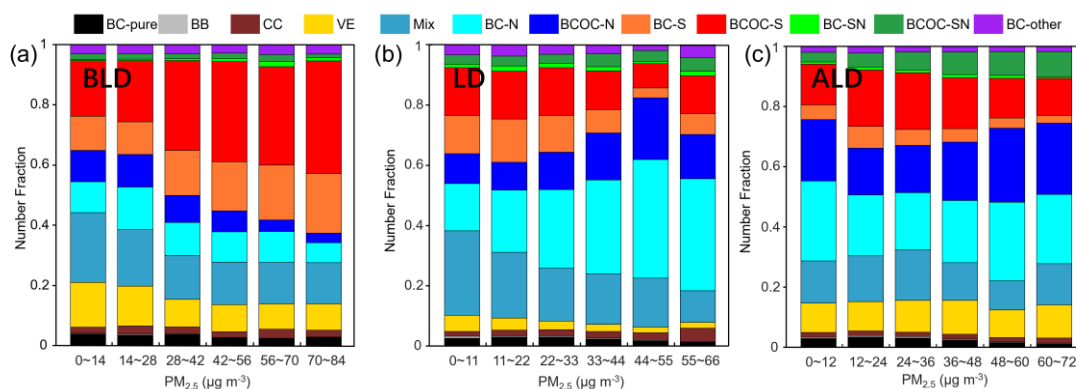 BC-pure BB CC VE Mix BC-N BCOC-N BC-S BCOC-S BC-SN BCOC-SN BC-other
(a)
BLD
1
0.8
0.6
0.4
0.2
0
Number Fraction
0~14 14~28 28~42 42~56 56~70 70~84
PM2.5 (μg m-3)
(b)
LD
1
0.8
0.6
0.4
0.2
0
Number Fraction
0~11 11~22 22~33 33~44 44~55 55~66
PM2.5 (μg m-3)
(c)
ALD
1
0.8
0.6
0.4
0.2
0
Number Fraction
0~12 12~24 24~36 36~48 48~60 60~72
PM2.5 (μg m-3)